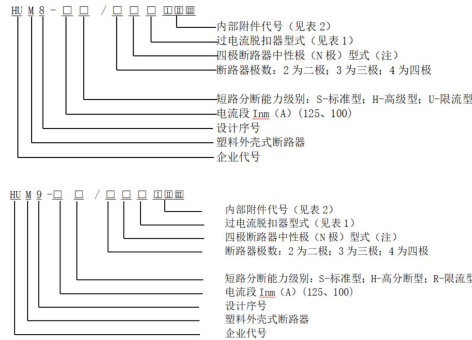 HU M 8 - □ □ / □ □ □ ⅠⅡⅢ
内部附件代号（见表2）
过电流脱扣器型式（见表1）
四极断路器中性极（N极）型式（注）
断路器极数：2为二极；3为三极；4为四极
短路分断能力级别：S-标准型；H-高级型；U-限流型
电流段 Inm（A）（125、100）
设计序号
塑料外壳式断路器
企业代号
HU M 9 -□ □ / □ □ □ ⅠⅡⅢ
内部附件代号（见表2）
过电流脱扣器型式（见表1）
四极断路器中性极（N极）型式（注）
断路器极数：2为二极；3为三极；4为四极
短路分断能力级别：S-标准型；H-高分断型；R-限流型
电流段 Inm（A）（125、100）
设计序号
塑料外壳式断路器
企业代号